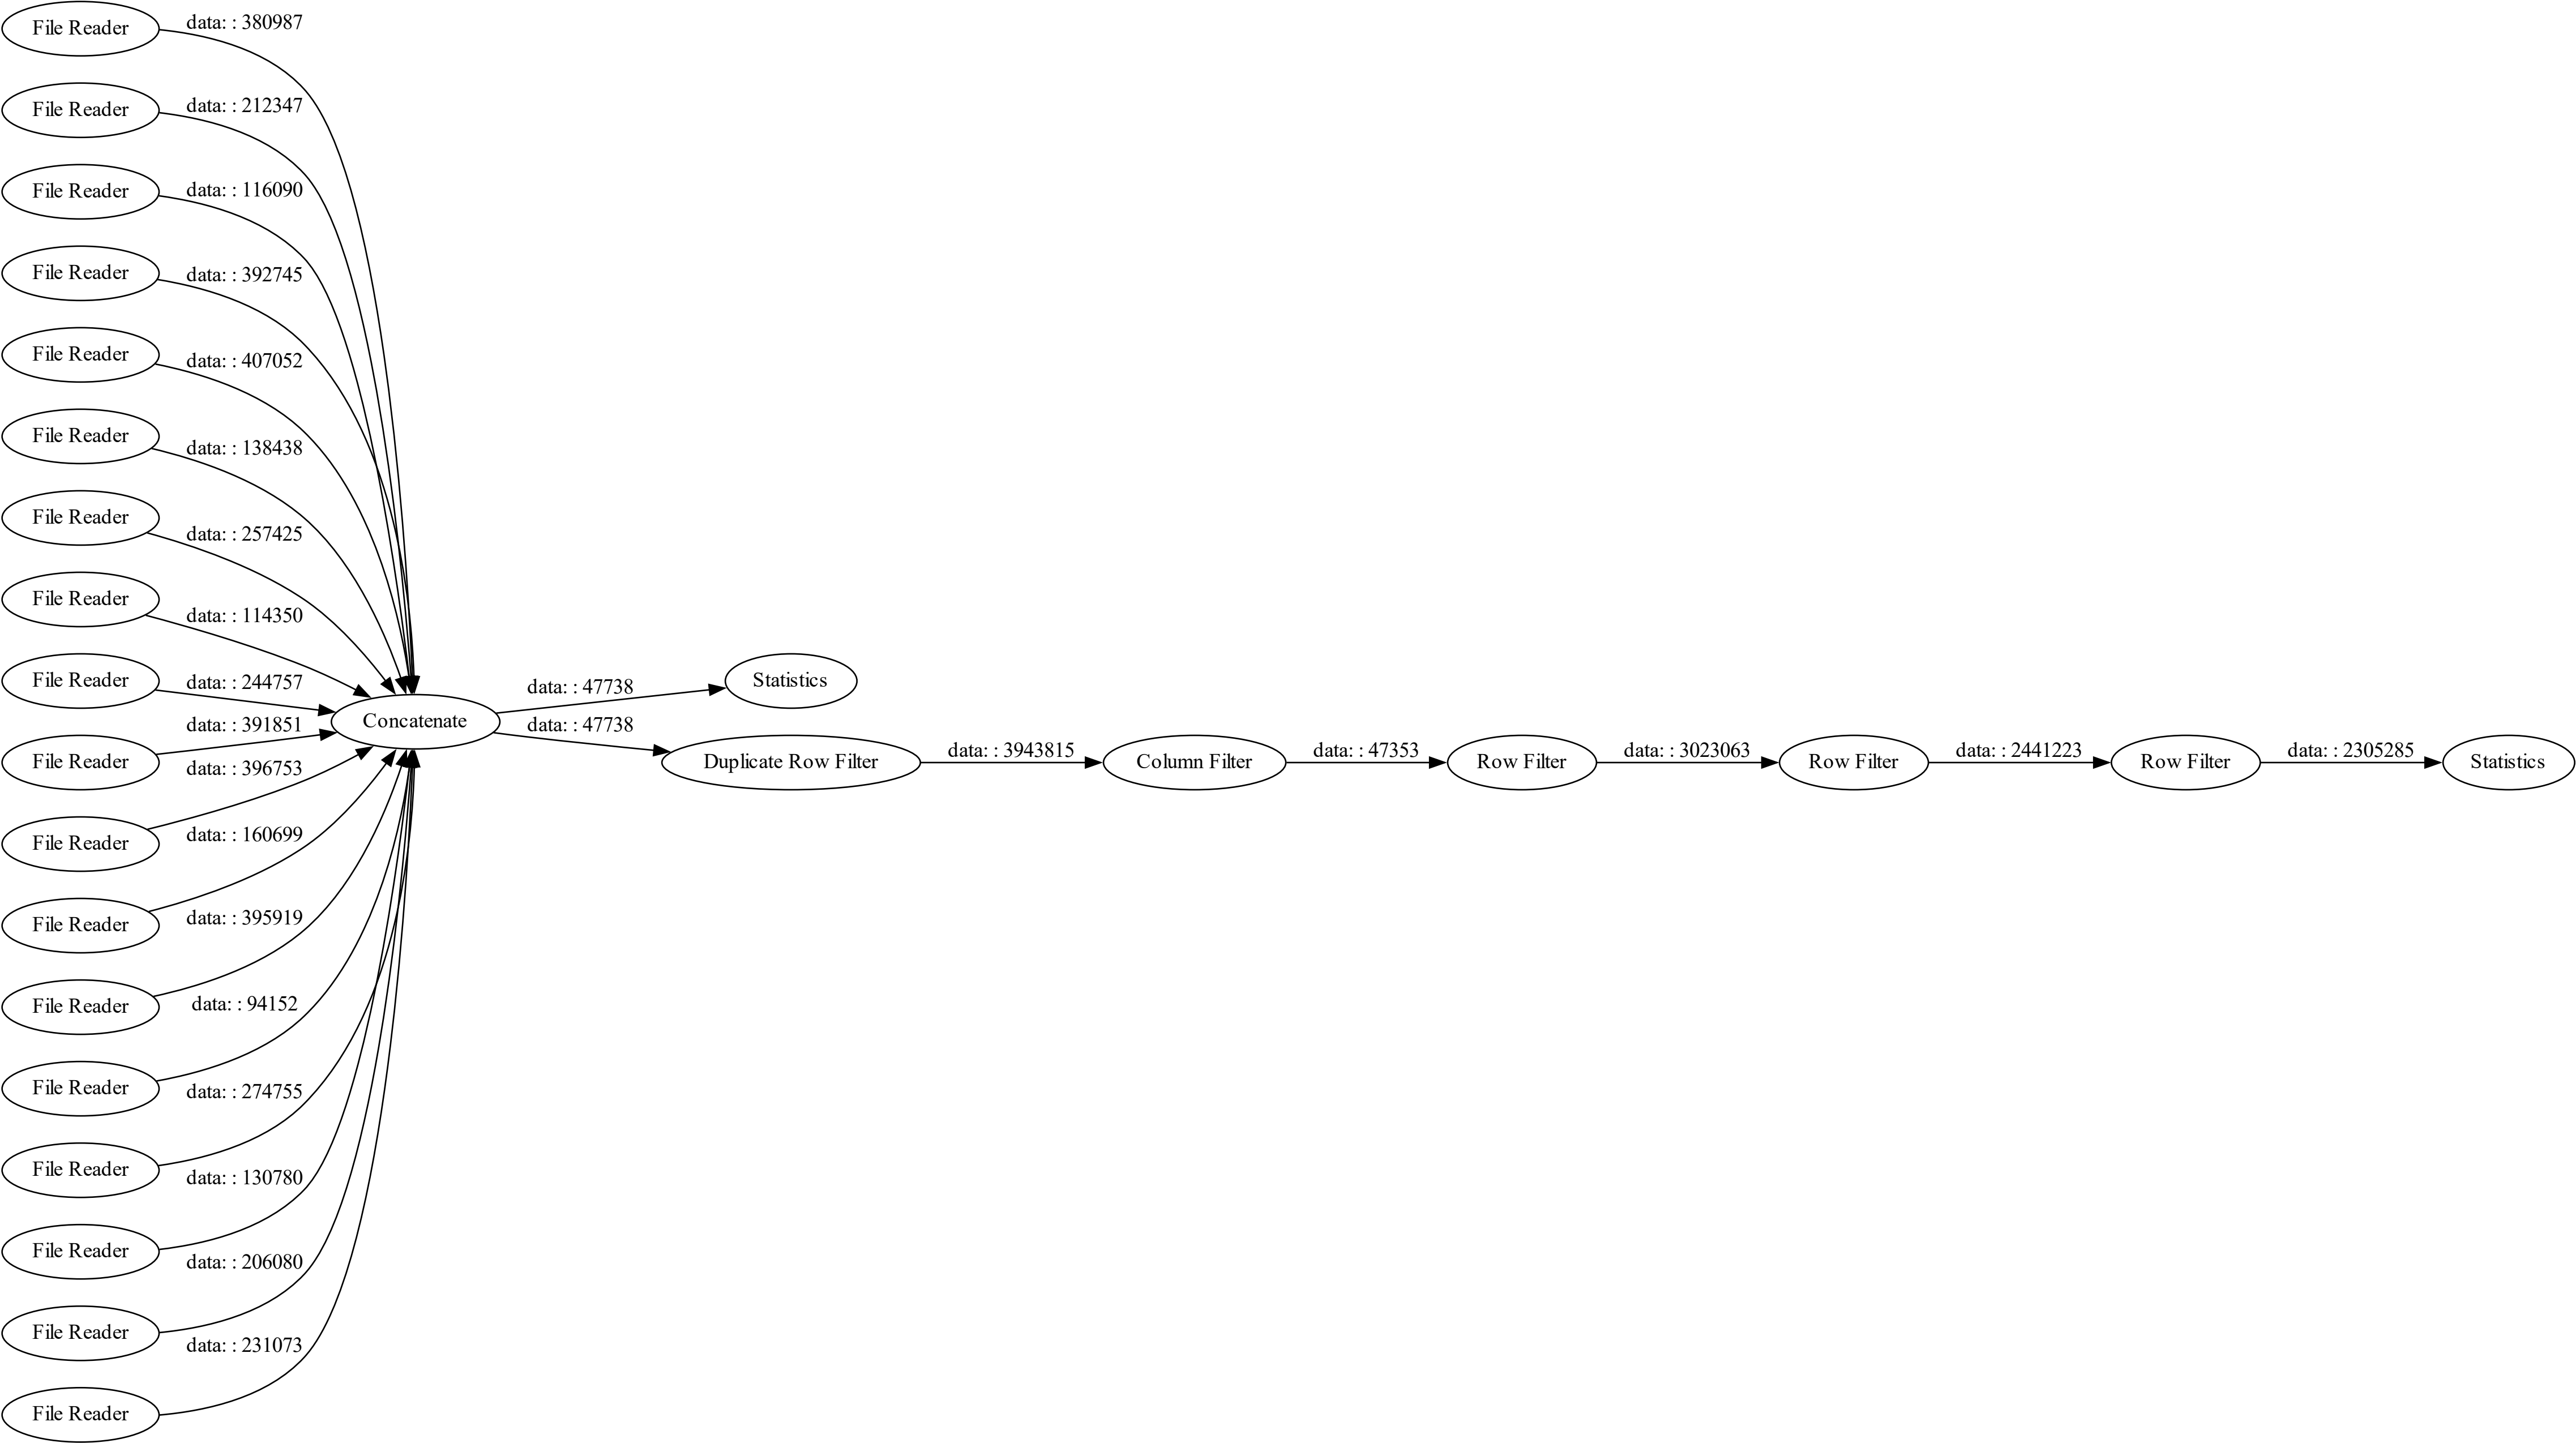 File Reader
data: : 380987
File Reader
data: : 212347
File Reader
data: : 116090
File Reader
data: : 392745
File Reader
data: : 407052
File Reader
data: : 138438
File Reader
data: : 257425
File Reader
data: : 114350
File Reader
data: : 244757
File Reader
data: : 391851
File Reader
data: : 396753
File Reader
data: : 160699
File Reader
data: : 395919
File Reader
data: : 94152
File Reader
data: : 274755
File Reader
data: : 130780
File Reader
data: : 206080
File Reader
data: : 231073
Concatenate
data: : 47738
Statistics
data: : 47738
Duplicate Row Filter
data: : 3943815
Column Filter
data: : 47353
Row Filter
data: : 3023063
Row Filter
data: : 2441223
Row Filter
data: : 2305285
Statistics